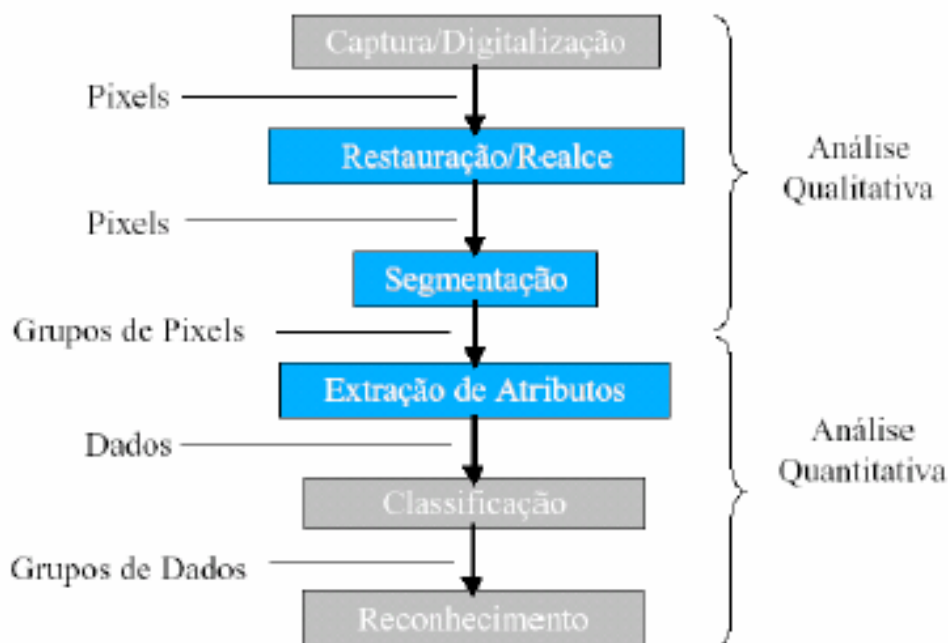 Captura/Digitalização
Pixels
Restauração/Realce
Análise
Qualitativa
Pixels
Segmentação
Grupos de Pixels
Extração de Atributos
Dados
Análise
Quantitativa
Classificação
Grupos de Dados
Reconhecimento